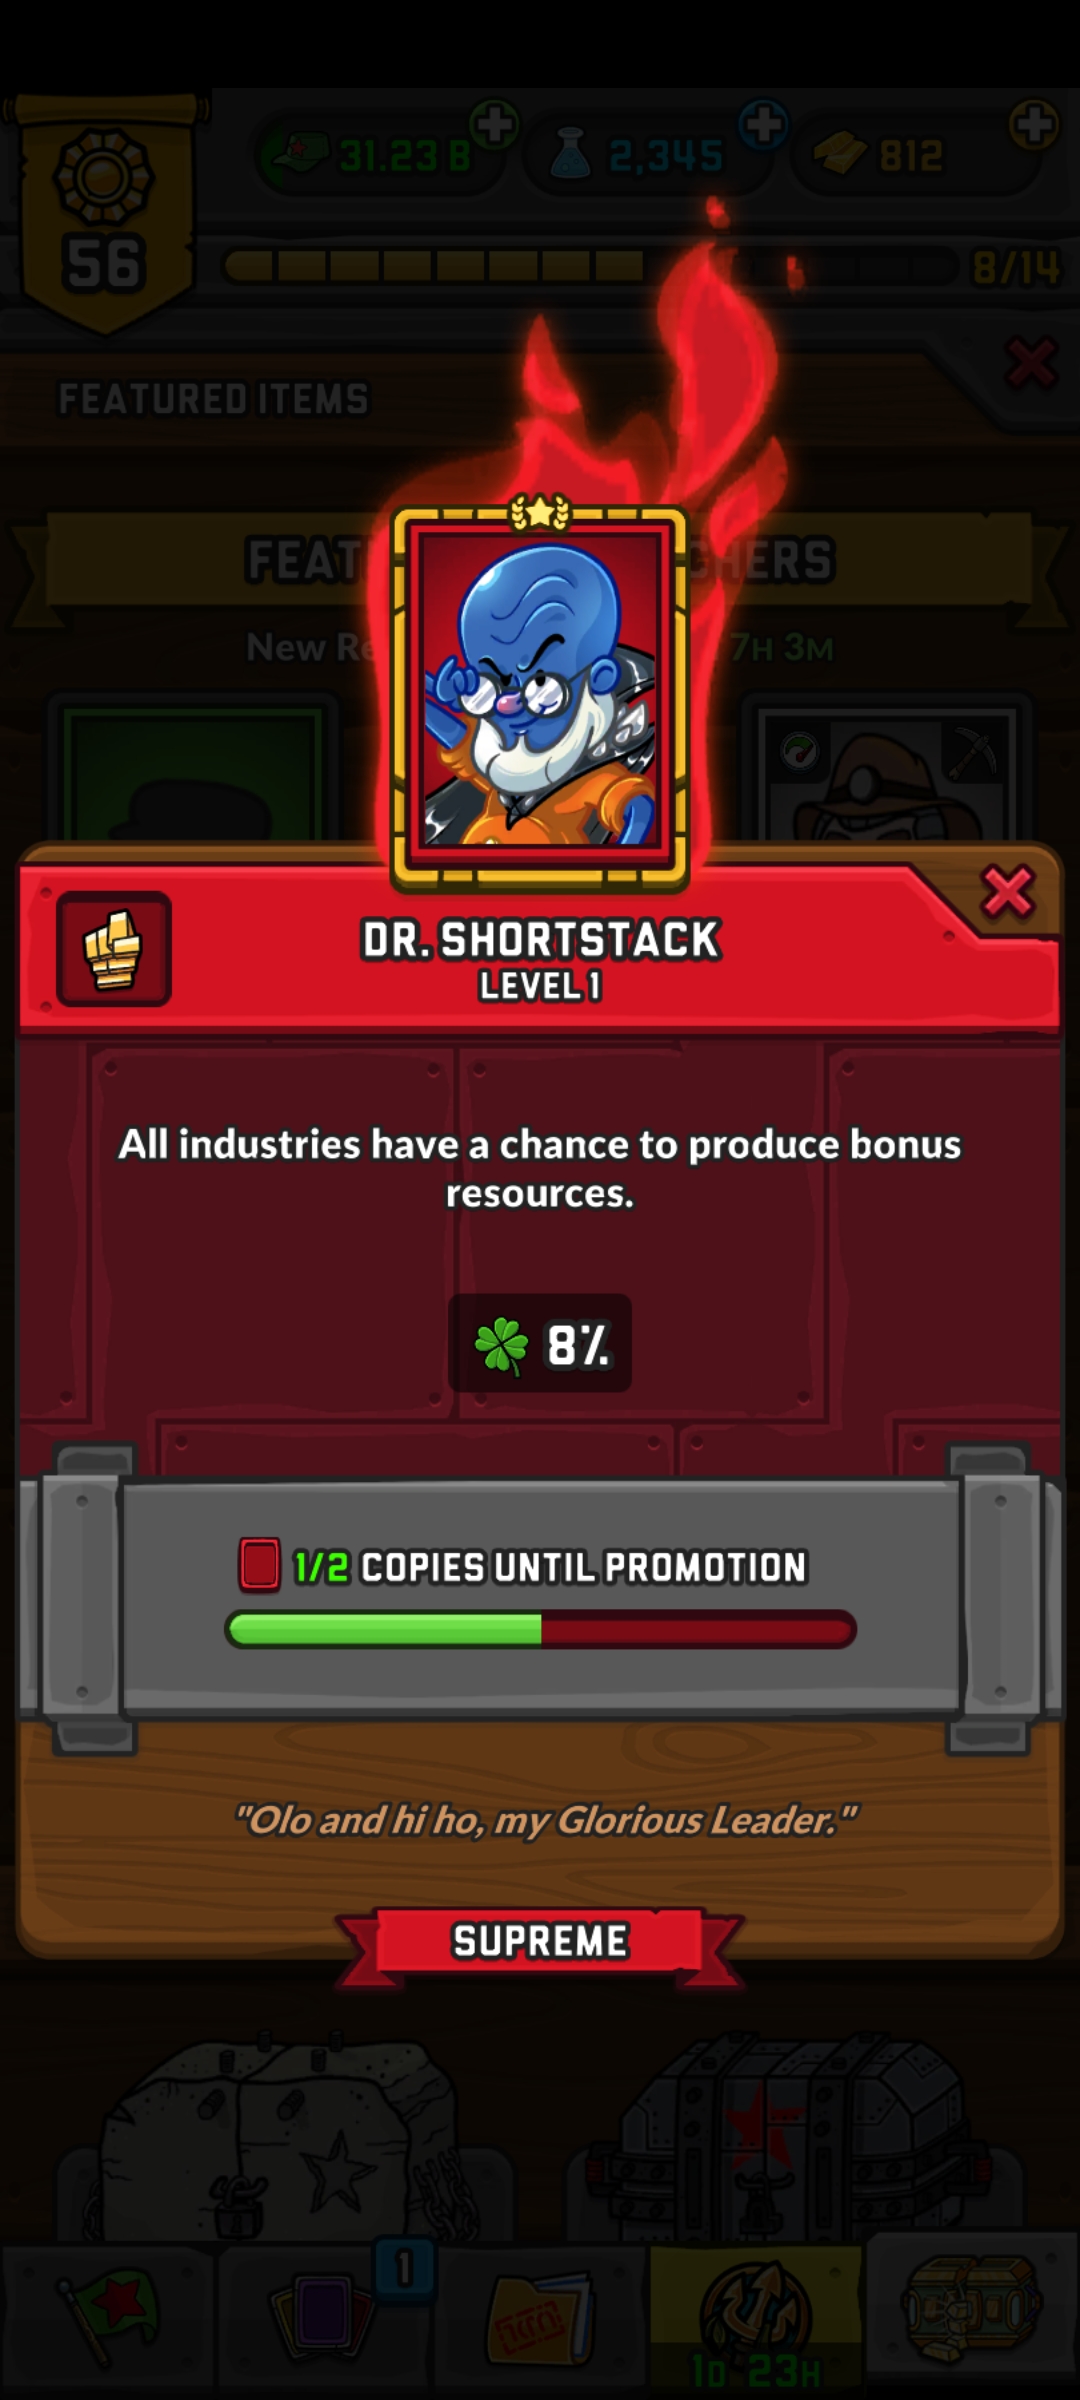 56
31.23 B
2,345
812
8/14
FEATURED ITEMS
FEAT CHERS
New Re 7H 3M
DR. SHORTSTACK
LEVEL 1
All industries have a chance to produce bonus
resources.
8%
1/2 COPIES UNTIL PROMOTION
"Olo and hi ho, my Glorious Leader."
SUPREME
1
1D 23H